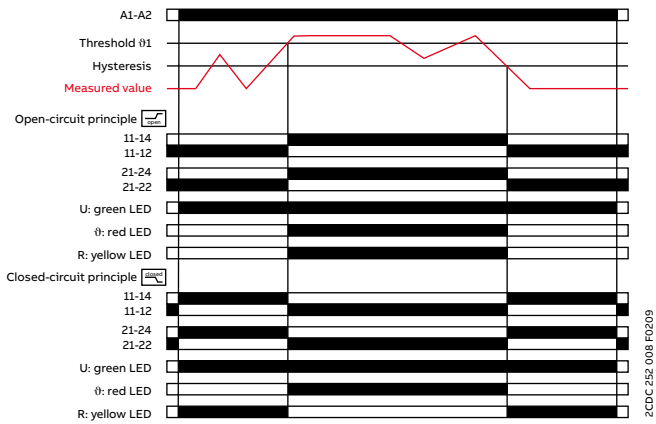 A1-A2
Threshold ϑ1
Hysteresis
Measured value
Open-circuit principle open
11-14
11-12
21-24
21-22
U: green LED
ϑ: red LED
R: yellow LED
Closed-circuit principle closed
11-14
11-12
21-24
21-22
U: green LED
ϑ: red LED
R: yellow LED
2CDC 252 008 F0209